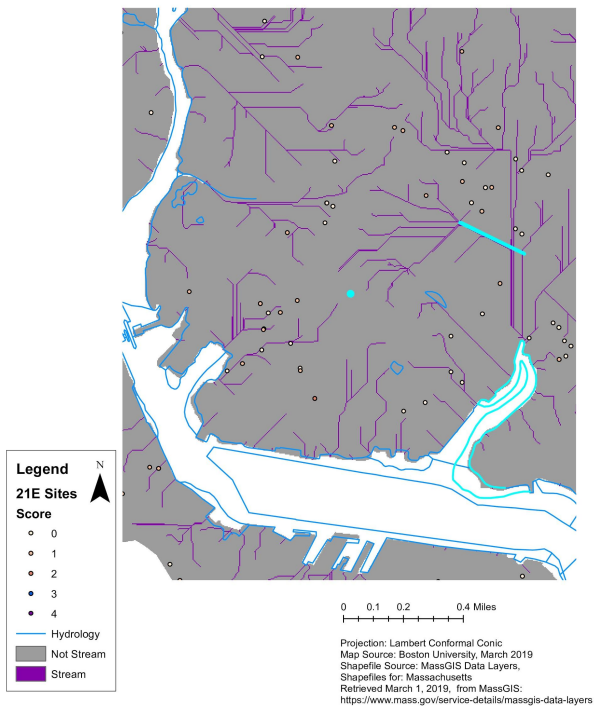 Legend
N
21E Sites
Score
0
1
2
3
4
Hydrology
Not Stream
Stream
0 0.1 0.2 0.4 Miles
Projection: Lambert Conformal Conic
Map Source: Boston University, March 2019
Shapefile Source: MassGIS Data Layers,
Shapefiles for: Massachusetts
Retrieved March 1, 2019, from MassGIS:
https://www.mass.gov/service-details/massgis-data-layers